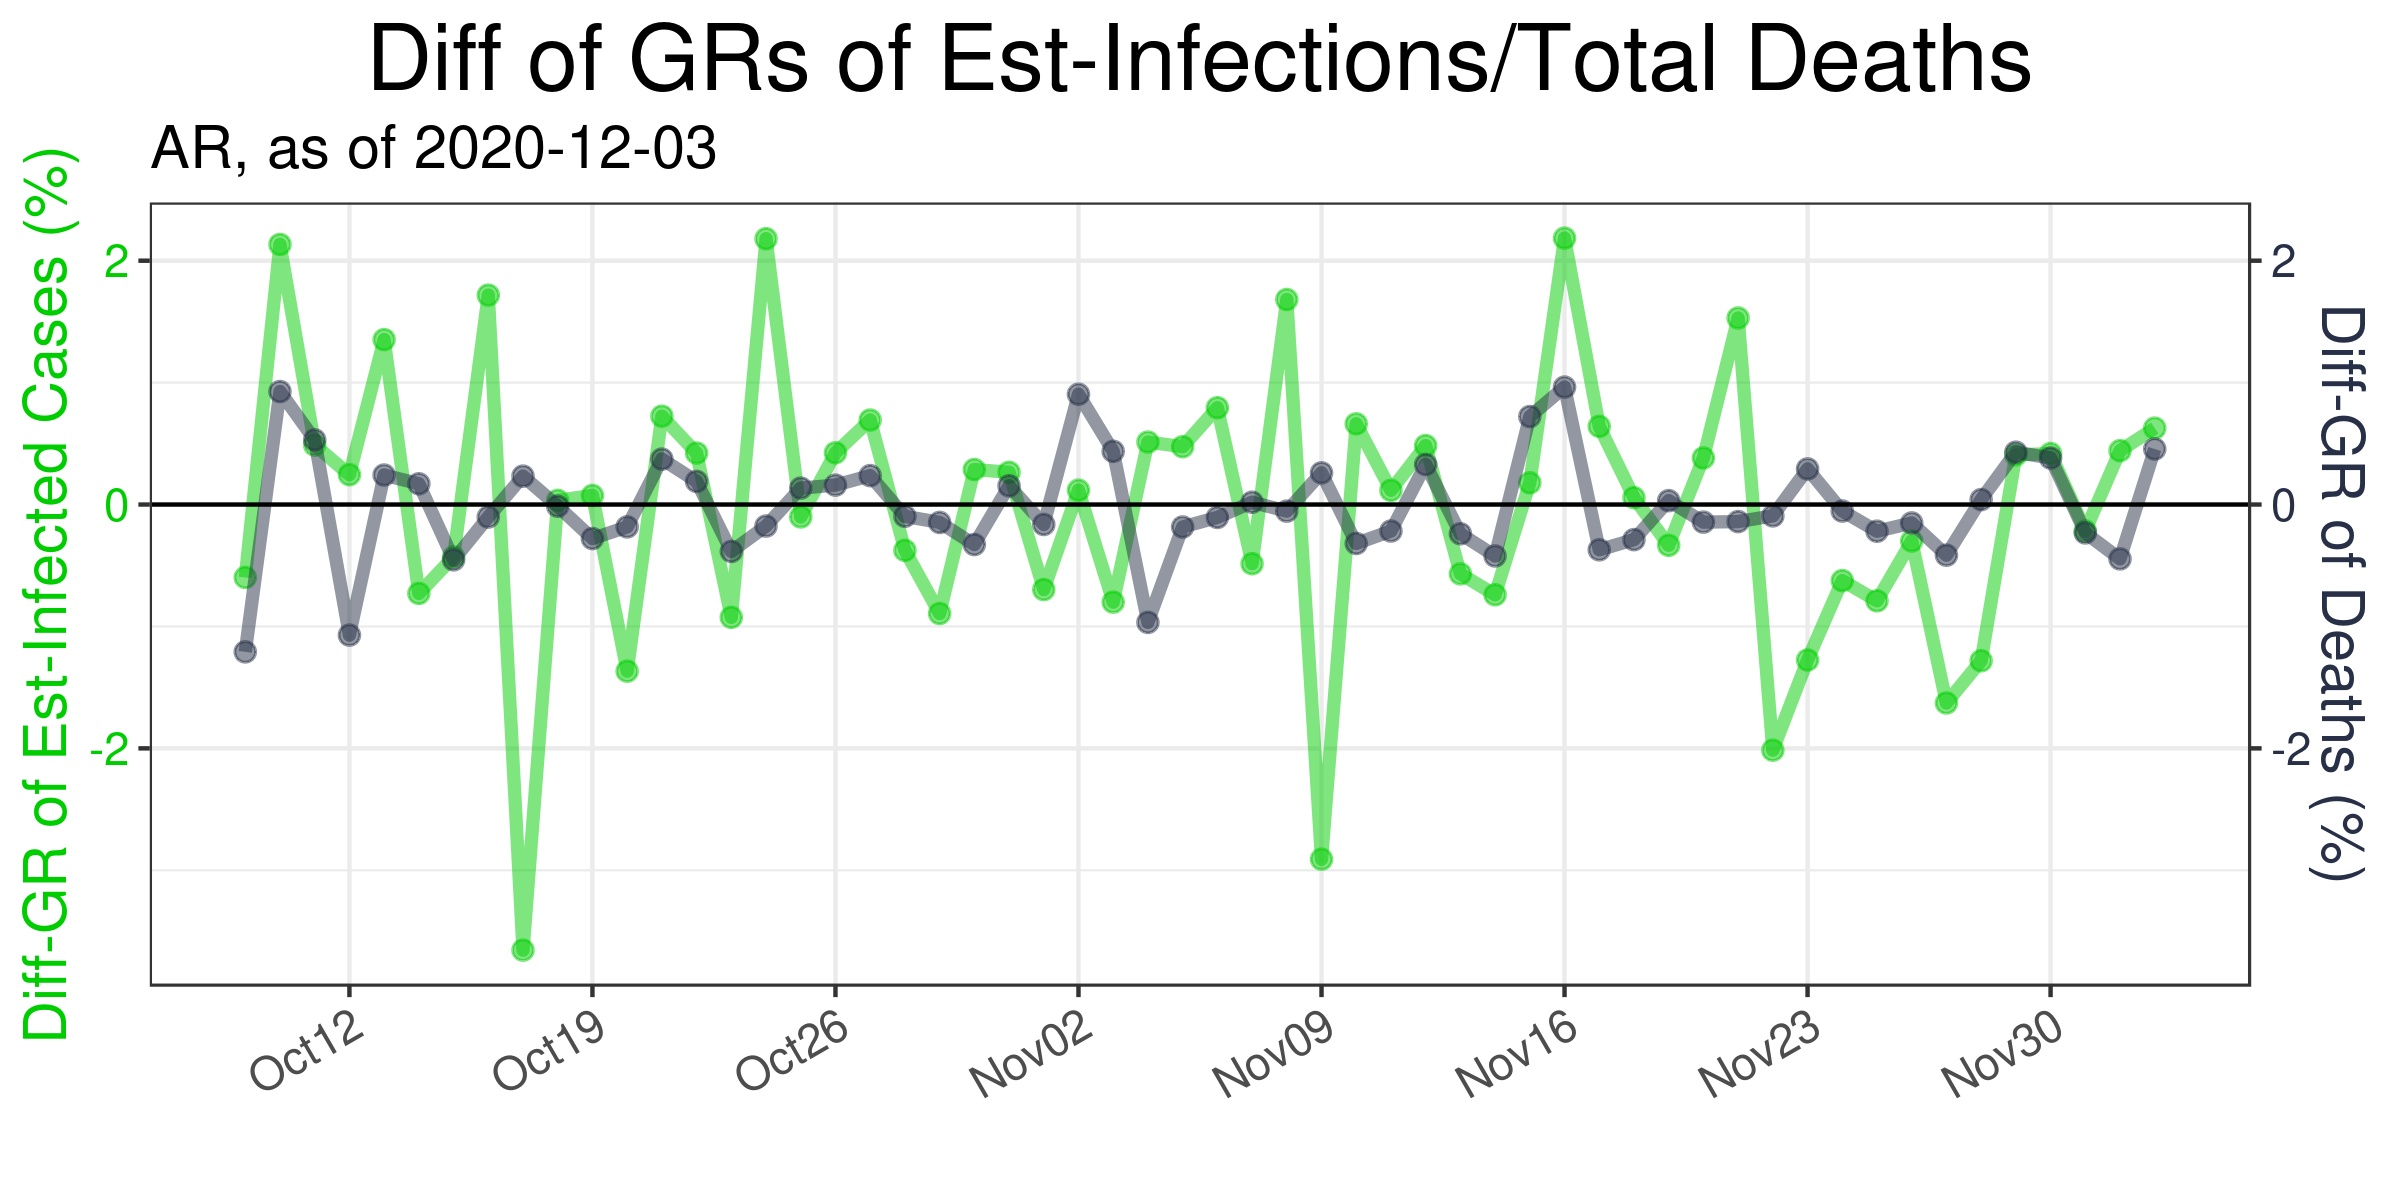 Diff of GRs of Est-Infections/Total Deaths
AR, as of 2020-12-03
Diff-GR of Est-Infected Cases (%)
2
0
-2
2
0
-2
Diff-GR of Deaths (%)
Oct12
Oct19
Oct26
Nov02
Nov09
Nov16
Nov23
Nov30